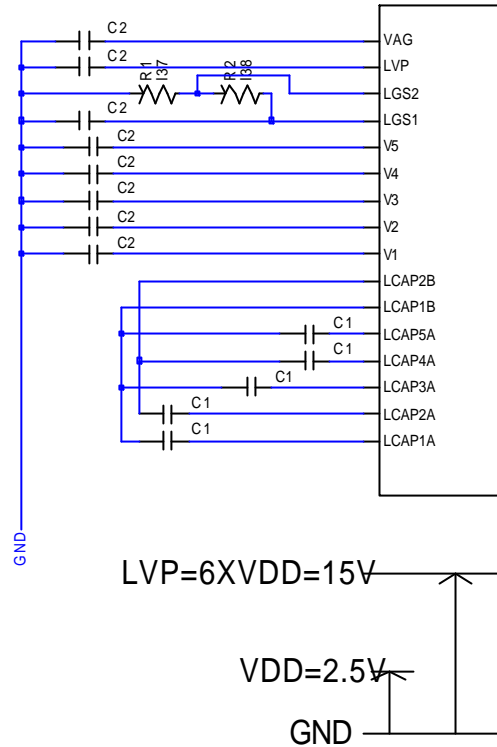 C2 VAG
C2 LVP
R1 I37 R2 I38 LGS2
C2 LGS1
C2 V5
C2 V4
C2 V3
C2 V2
C2 V1
LCAP2B
LCAP1B
C1 LCAP5A
C1 LCAP4A
C1 LCAP3A
C1 LCAP2A
C1 LCAP1A
GND
LVP=6XVDD=15V
VDD=2.5V
GND